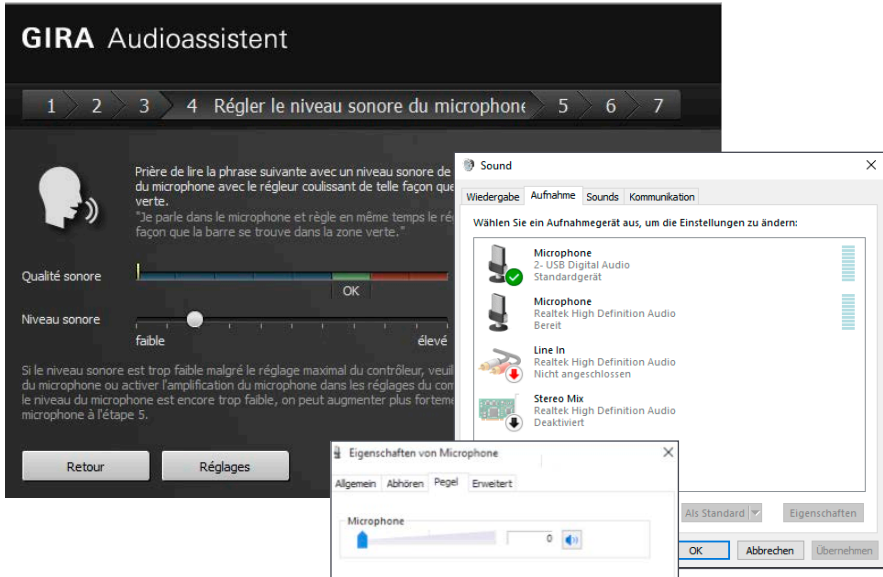 GIRA Audioassistent
1 2 3 4 Régler le niveau sonore du microphone 5 6 7
Prière de lire la phrase suivante avec un niveau sonore de
du microphone avec le régleur coulissant de telle façon que
verte.
"Je parle dans le microphone et règle en même temps le ré
façon que la barre se trouve dans la zone verte."
Qualité sonore
OK
Niveau sonore
faible
élevé
Si le niveau sonore est trop faible malgré le réglage maximal du contrôleur, veuil
du microphone ou activer l'amplification du microphone dans les réglages du con
le niveau du microphone est encore trop faible, on peut augmenter plus forteme
microphone à l'étape 5.
Retour
Réglages
Sound
Wiedergabe Aufnahme Sounds Kommunikation
Wählen Sie ein Aufnahmegerät aus, um die Einstellungen zu ändern:
Microphone
2- USB Digital Audio
Standardgerät
Microphone
Realtek High Definition Audio
Bereit
Line In
Realtek High Definition Audio
Nicht angeschlossen
Stereo Mix
Realtek High Definition Audio
Deaktiviert
Als Standard
Eigenschaften
OK
Abbrechen
Übernehmen
Eigenschaften von Microphone
Allgemein Abhören Pegel Erweitert
Microphone
0